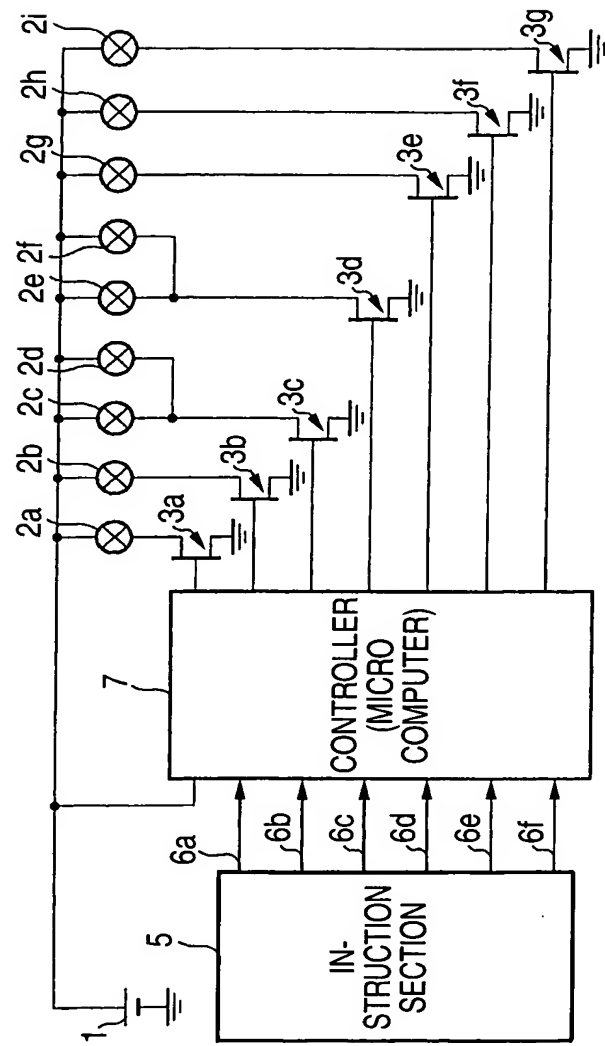 2a
2b
2c
2d
2e
2f
2g
2h
2i
3a
3b
3c
3d
3e
3f
3g
1
5
IN-
STRUCTION
SECTION
6a
6b
6c
6d
6e
6f
7
CONTROLLER
(MICRO
COMPUTER)